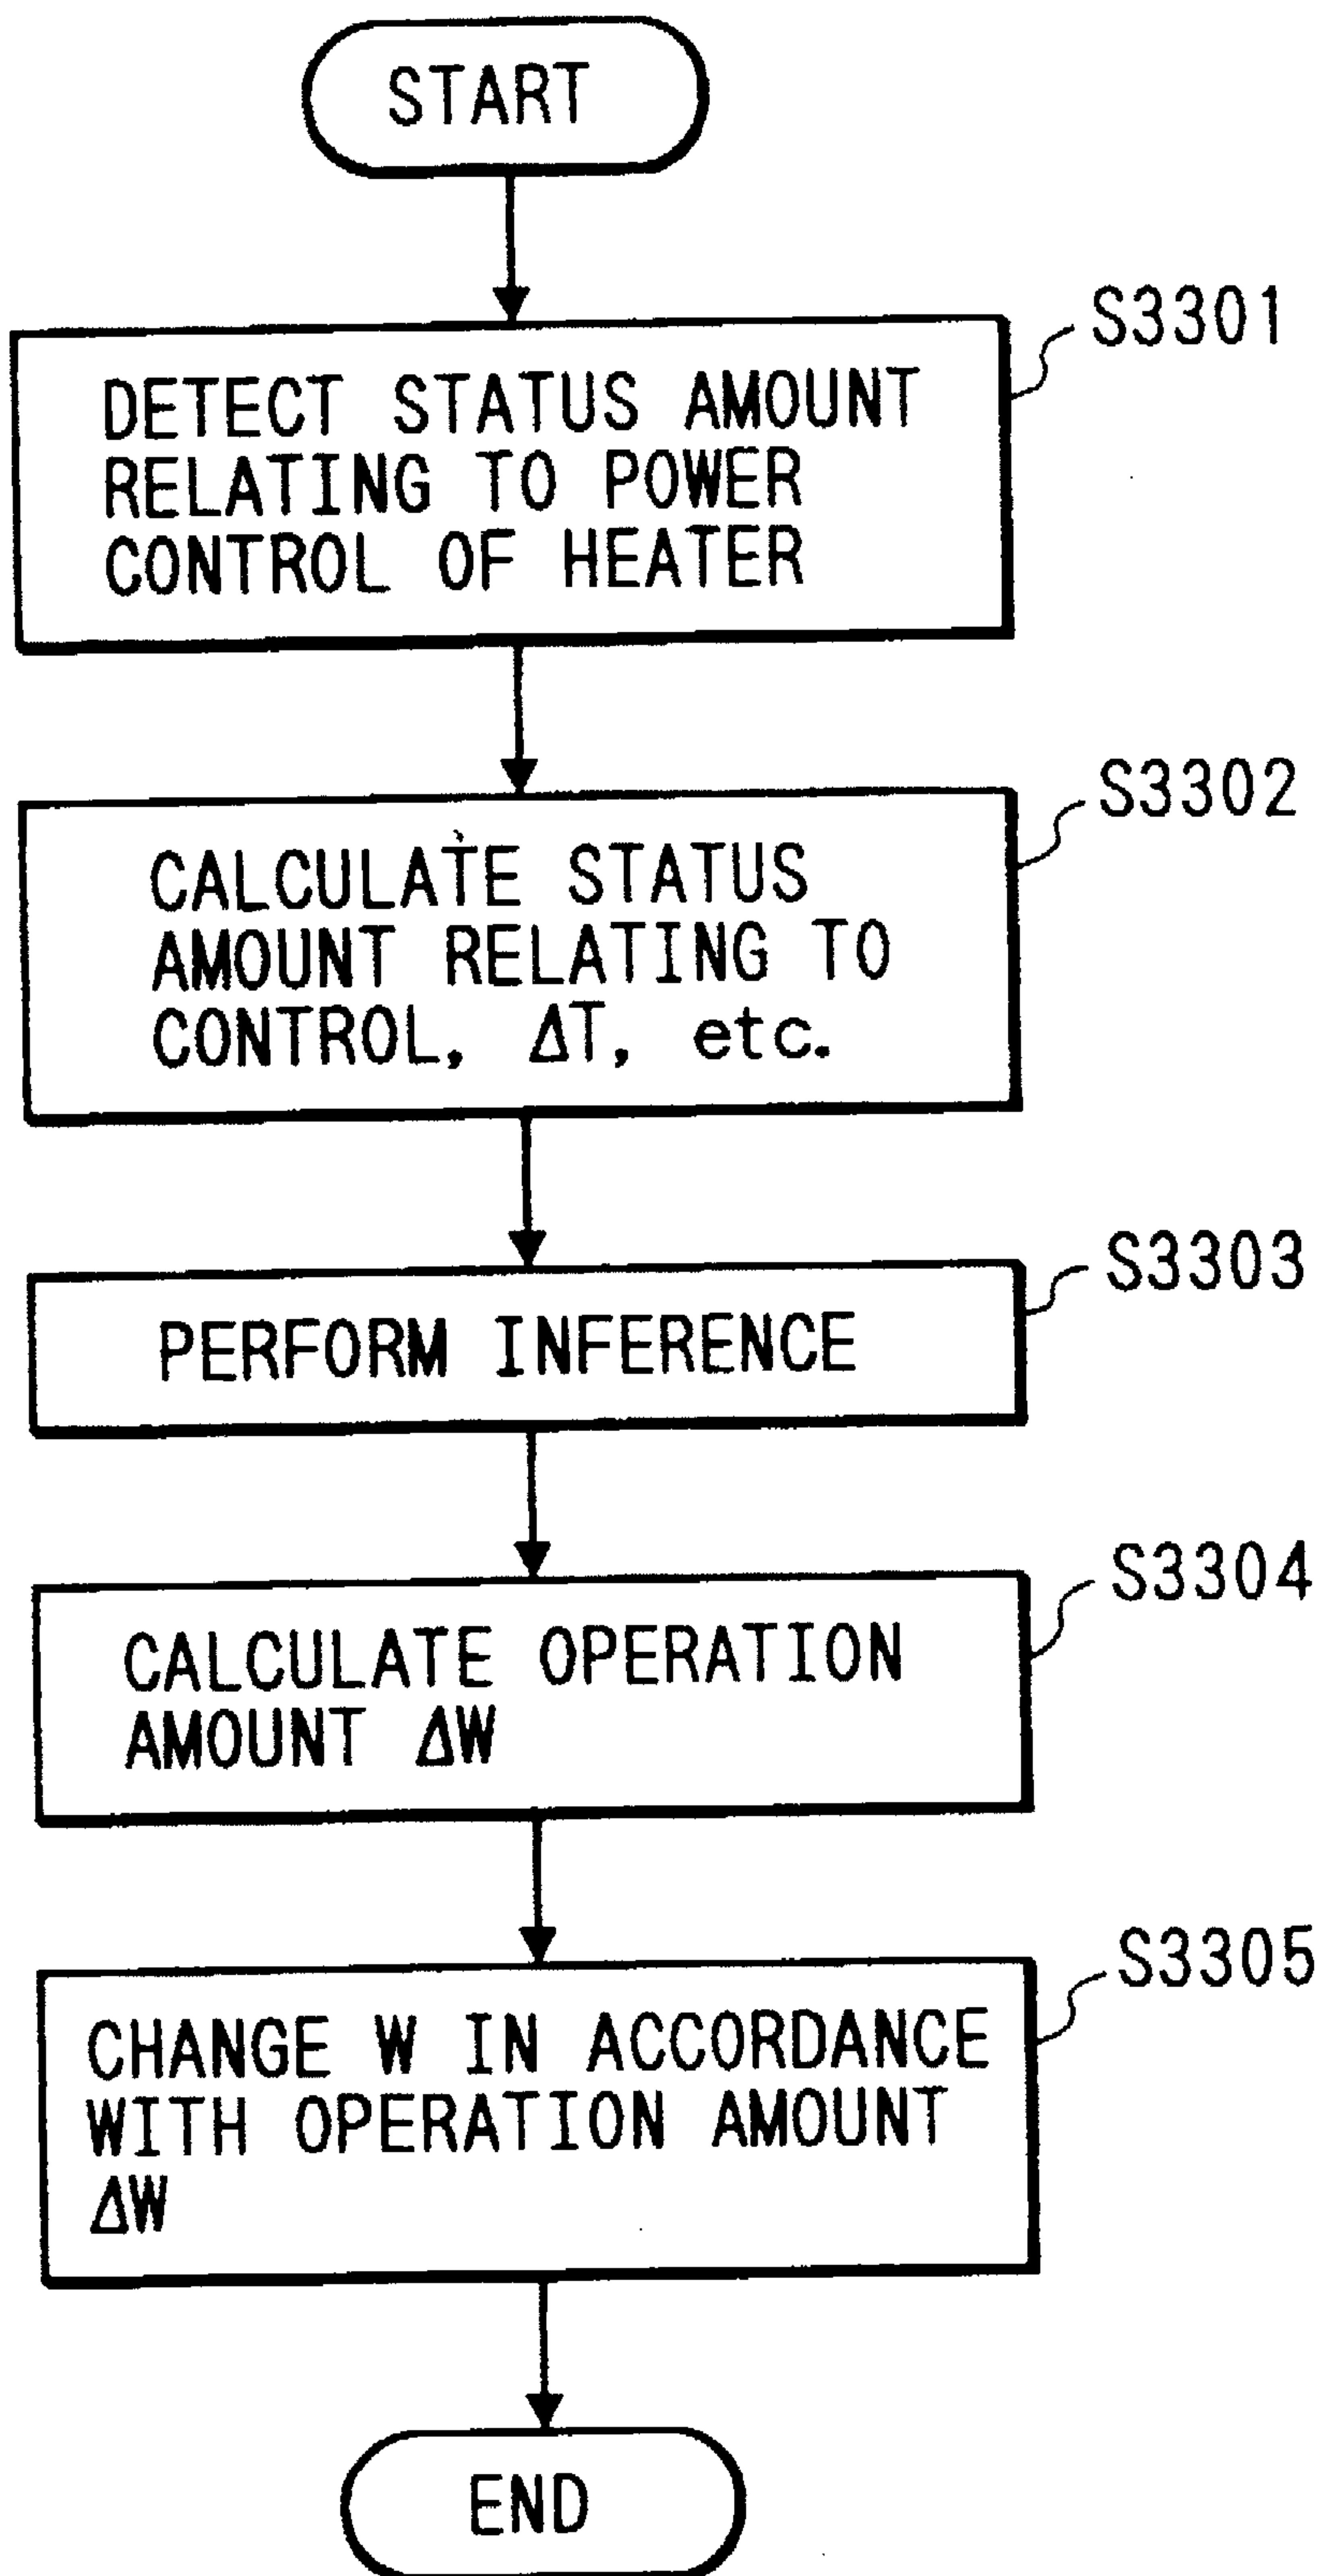 START
S3301
DETECT STATUS AMOUNT
RELATING TO POWER
CONTROL OF HEATER
S3302
CALCULATE STATUS
AMOUNT RELATING TO
CONTROL, ΔT, etc.
S3303
PERFORM INFERENCE
S3304
CALCULATE OPERATION
AMOUNT ΔW
S3305
CHANGE W IN ACCORDANCE
WITH OPERATION AMOUNT
ΔW
END